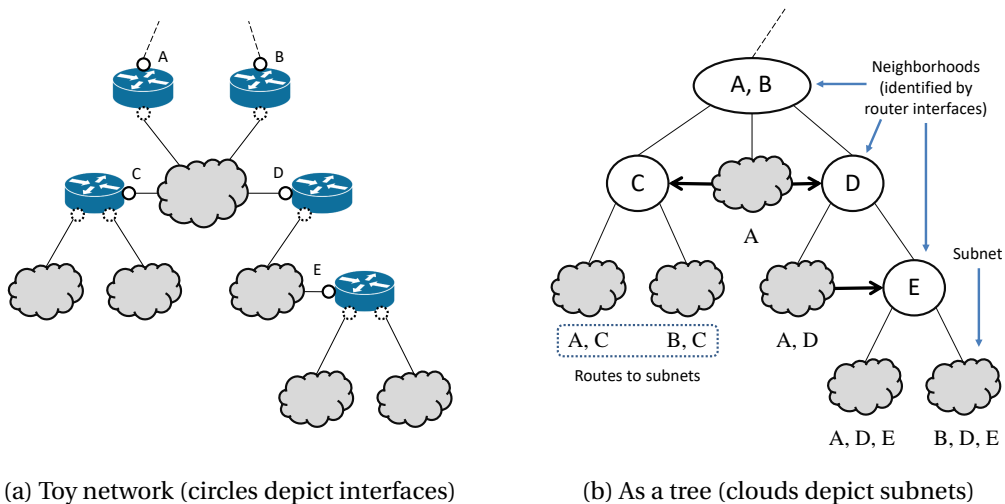 A
B
C
D
E
(a) Toy network (circles depict interfaces)
A, B
Neighborhoods
(identified by
router interfaces)
C
D
A
Subnet
E
A, C
B, C
A, D
Routes to subnets
A, D, E
B, D, E
(b) As a tree (clouds depict subnets)